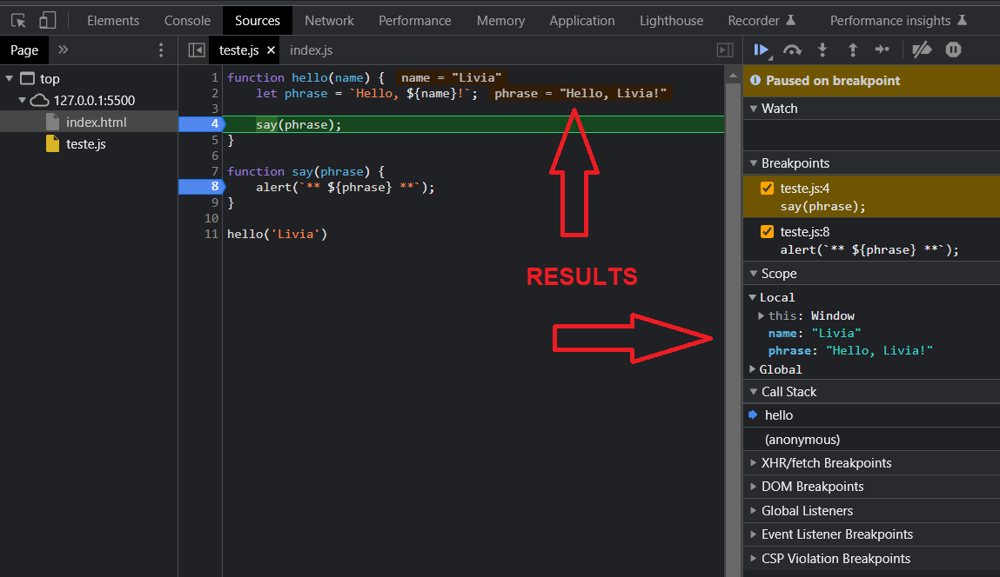 Elements Console Sources Network Performance Memory Application Lighthouse Recorder Performance insights
Page
teste.js × index.js
top
127.0.0.1:5500
index.html
teste.js
1 function hello(name) { name = "Livia"
2 let phrase = `Hello, ${name}!`; phrase = "Hello, Livia!"
3
4 say(phrase);
5 }
6
7 function say(phrase) {
8 alert(`** ${phrase} **`);
9 }
10
11 hello('Livia')
RESULTS
Paused on breakpoint
Watch
Breakpoints
teste.js:4
say(phrase);
teste.js:8
alert(`** ${phrase} **`);
Scope
Local
this: Window
name: "Livia"
phrase: "Hello, Livia!"
Global
Call Stack
hello
(anonymous)
XHR/fetch Breakpoints
DOM Breakpoints
Global Listeners
Event Listener Breakpoints
CSP Violation Breakpoints